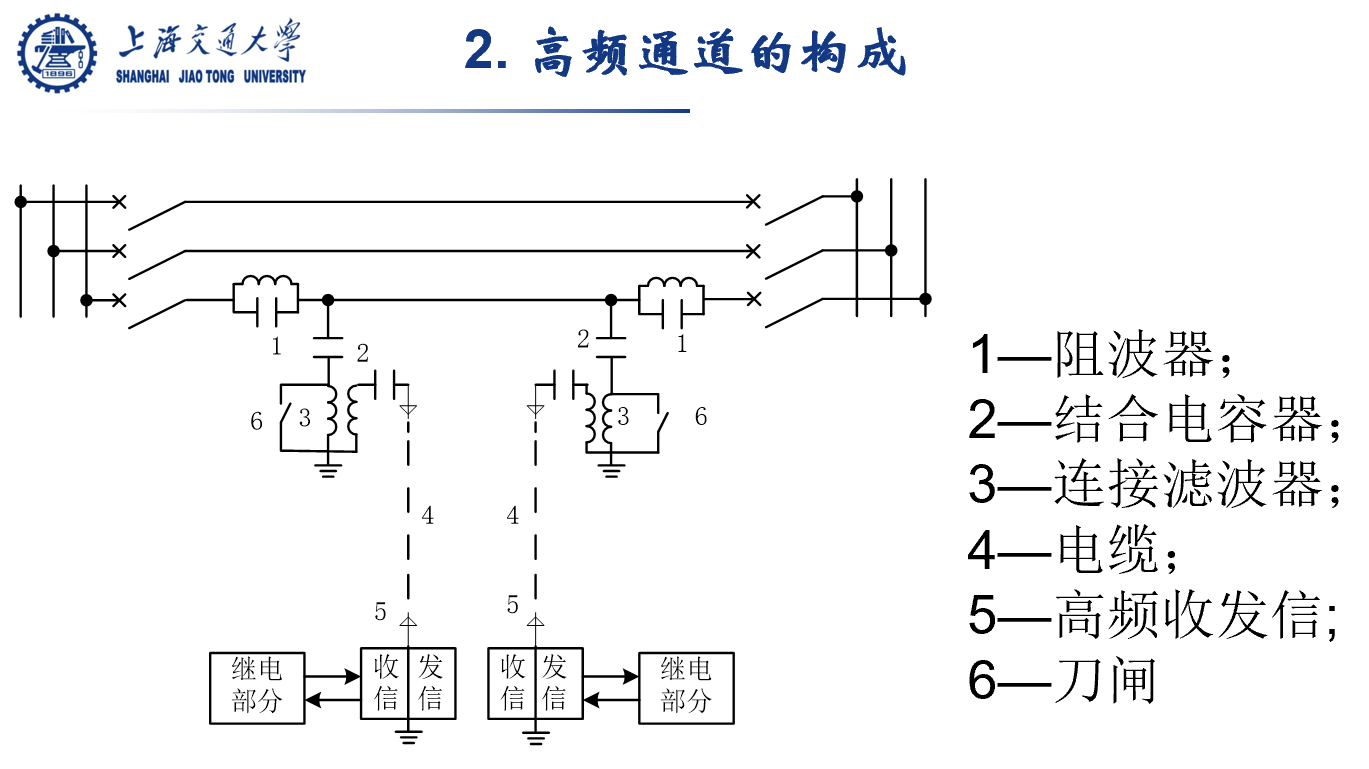 1896
上海交通大学
SHANGHAI JIAO TONG UNIVERSITY
2. 高频通道的构成
1
2
2
1
6
3
3
6
4
4
5
5
继电
部分
收信
发信
收信
发信
继电
部分
1—阻波器；
2—结合电容器；
3—连接滤波器；
4—电缆；
5—高频收发信;
6—刀闸